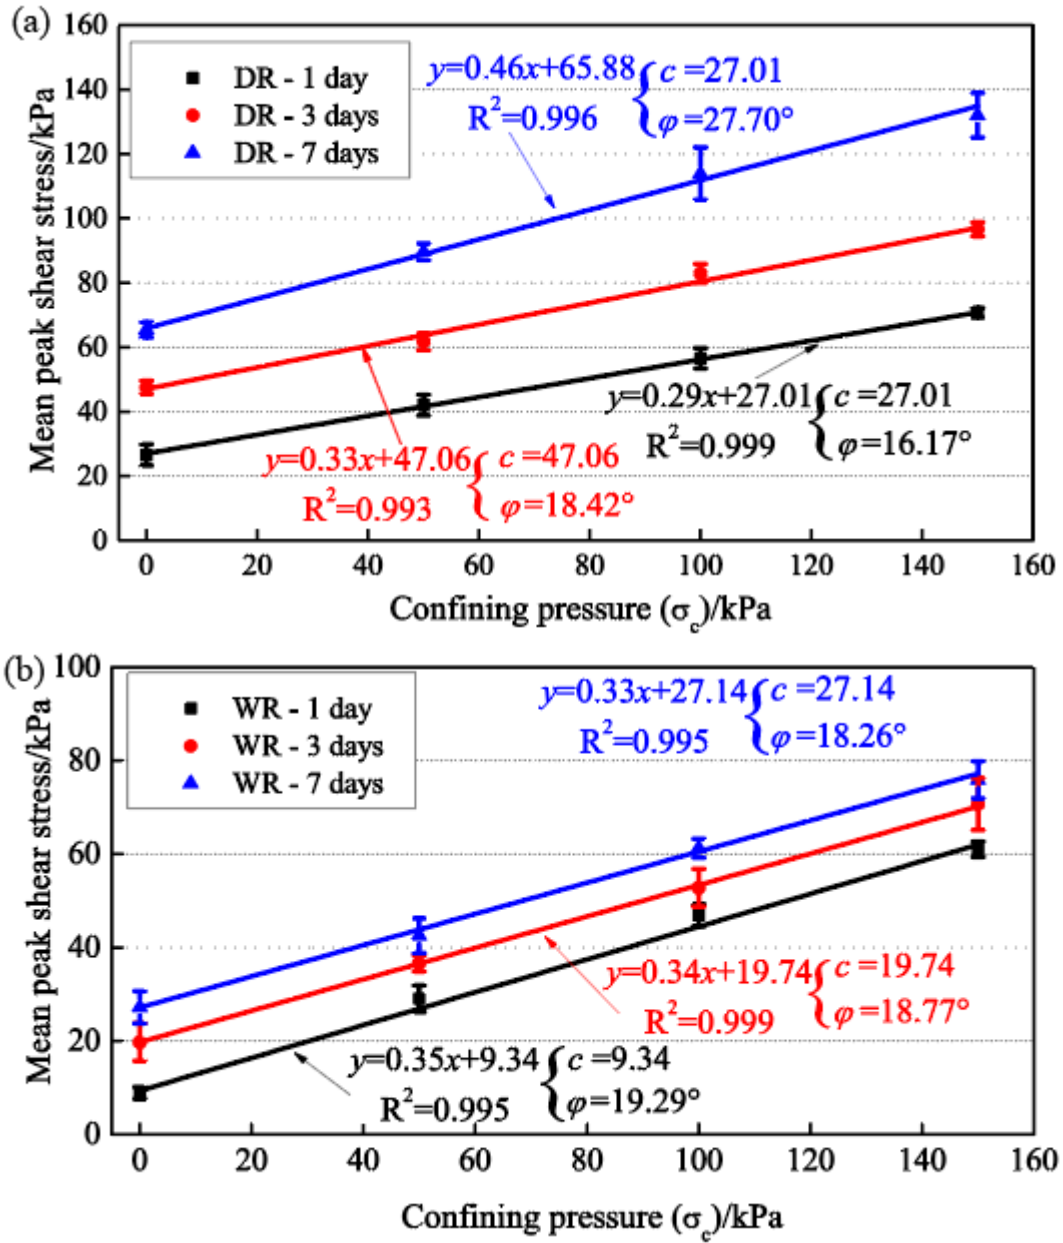 (a)
160
140
120
100
80
60
40
20
0
Mean peak shear stress/kPa
DR - 1 day
DR - 3 days
DR - 7 days
y=0.46x+65.88 { c =27.01
R²=0.996 φ=27.70°
y=0.29x+27.01 { c =27.01
R²=0.999 φ=16.17°
y=0.33x+47.06 { c =47.06
R²=0.993 φ=18.42°
0 20 40 60 80 100 120 140 160
Confining pressure (σc)/kPa
(b)
100
80
60
40
20
0
Mean peak shear stress/kPa
WR - 1 day
WR - 3 days
WR - 7 days
y=0.33x+27.14 { c =27.14
R²=0.995 φ=18.26°
y=0.34x+19.74 { c =19.74
R²=0.999 φ=18.77°
y=0.35x+9.34 { c =9.34
R²=0.995 φ=19.29°
0 20 40 60 80 100 120 140 160
Confining pressure (σc)/kPa